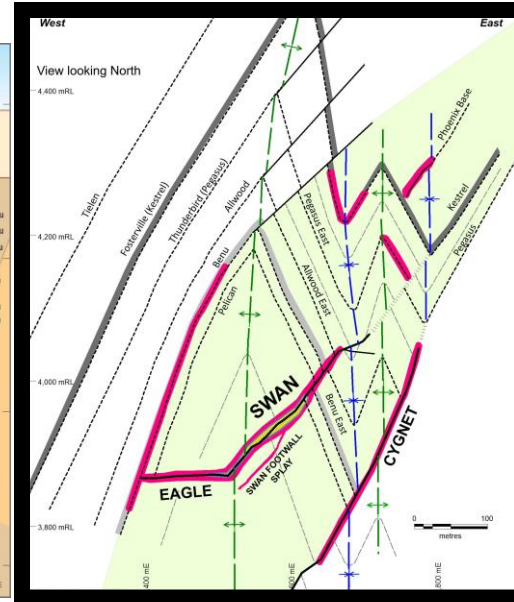 West
East
View looking North
4,400 mRL
Phoenix Base
Tielen
Fosterville (Kestrel)
Thunderbird (Pegasus)
Allwood
4,200 mRL
Pegasus East
Kestrel
Pegasus
Benu
Pelican
Allwood East
4,000 mRL
SWAN
Benu East
CYGNET
EAGLE
SWAN FOOTWALL
SPLAY
3,800 mRL
0
100
metres
400 mE
600 mE
800 mE